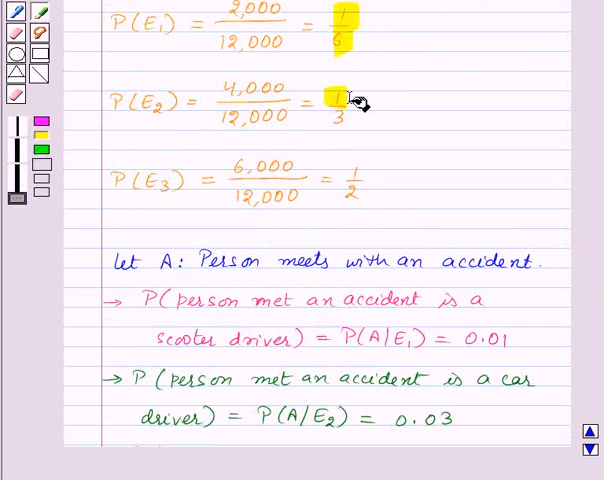 P(E₁) = 2,000 / 12,000 = 1/6
P(E₂) = 4,000 / 12,000 = 1/3
P(E₃) = 6,000 / 12,000 = 1/2
let A: Person meets with an accident.
→ P(person met an accident is a
scooter driver) = P(A/E₁) = 0.01
→ P (person met an accident is a car
driver) = P(A/E₂) = 0.03